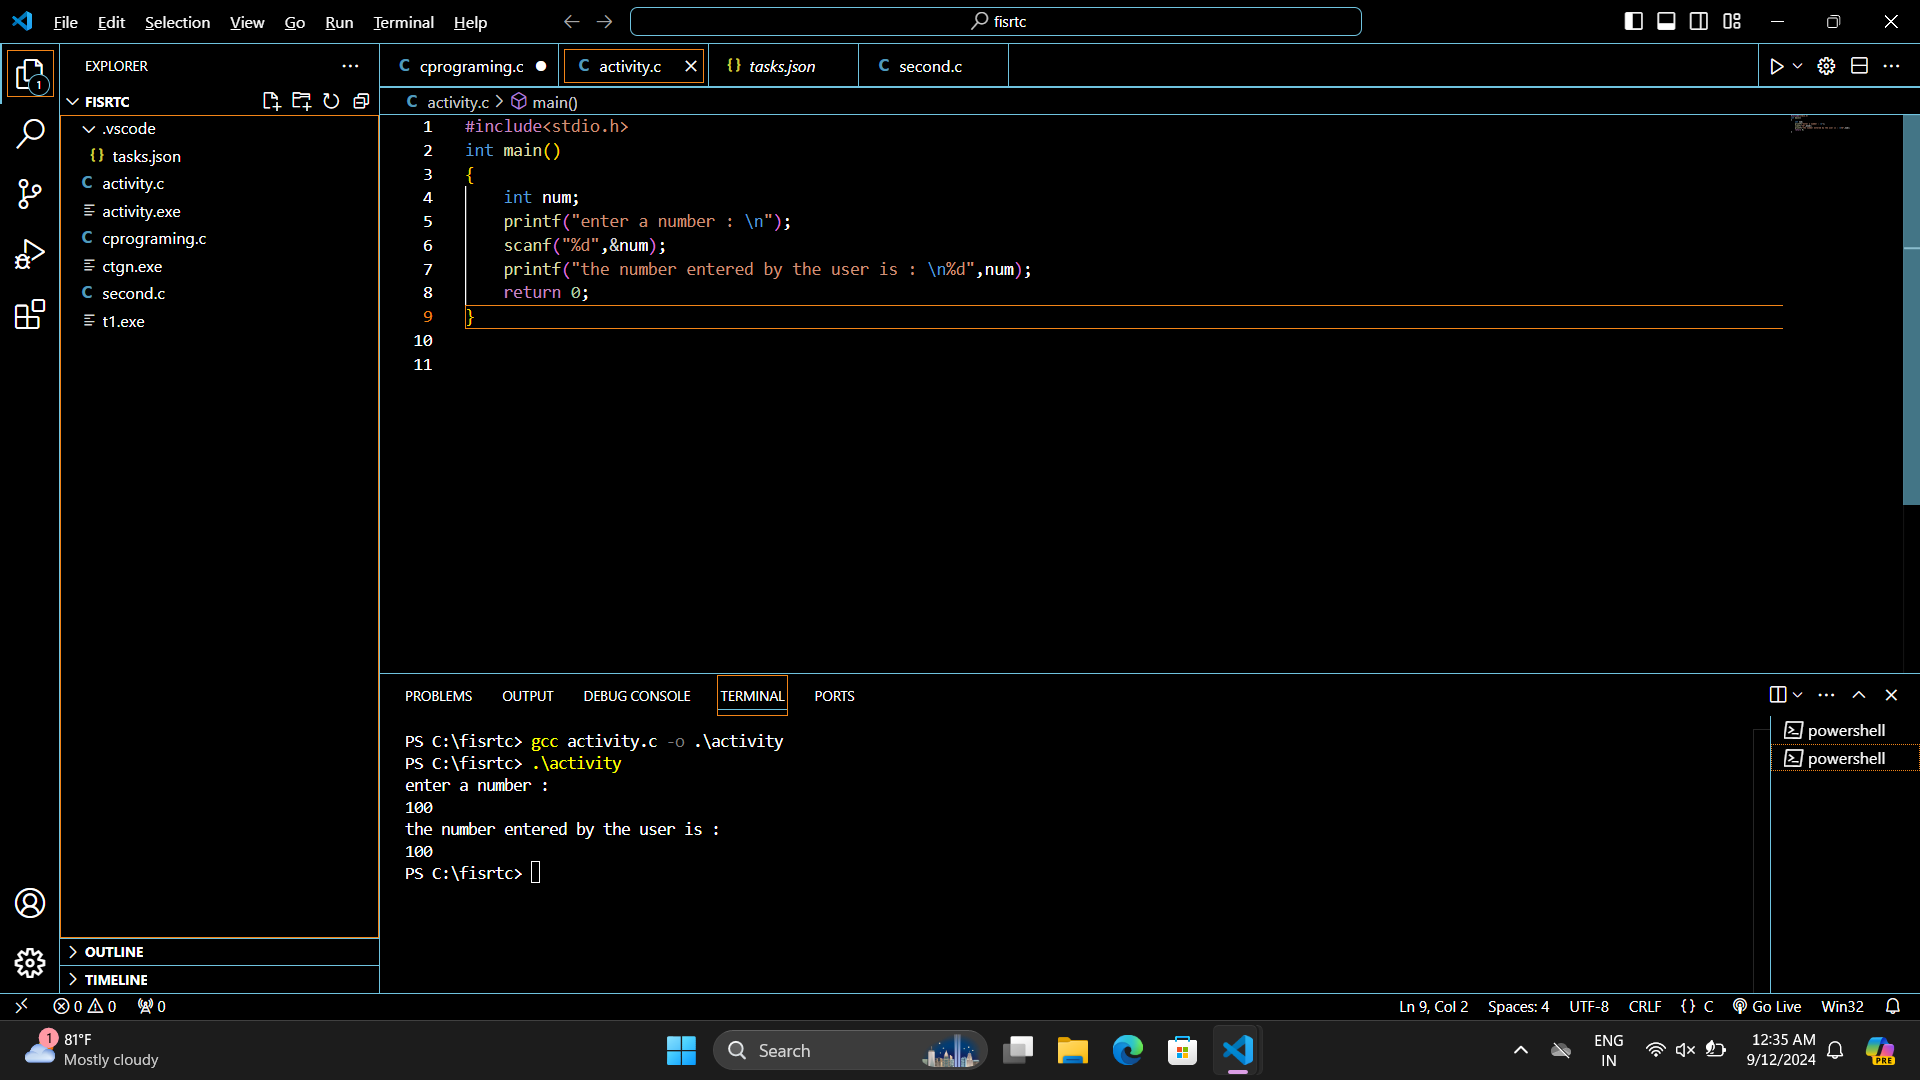 File Edit Selection View Go Run Terminal Help
fisrtc
EXPLORER
1
FISRTC
.vscode
{} tasks.json
C activity.c
activity.exe
C cprograming.c
ctgn.exe
C second.c
t1.exe
OUTLINE
TIMELINE
C cprograming.c
C activity.c
{} tasks.json
C second.c
C activity.c > main()
1 #include<stdio.h>
2 int main()
3 {
4 int num;
5 printf("enter a number : \n");
6 scanf("%d",&num);
7 printf("the number entered by the user is : \n%d",num);
8 return 0;
9 }
10
11
PROBLEMS OUTPUT DEBUG CONSOLE TERMINAL PORTS
PS C:\fisrtc> gcc activity.c -o .\activity
PS C:\fisrtc> .\activity
enter a number :
100
the number entered by the user is :
100
PS C:\fisrtc>
powershell
powershell
0 0 0
Ln 9, Col 2 Spaces: 4 UTF-8 CRLF {} C Go Live Win32
1
81°F
Mostly cloudy
Search
ENG
IN
12:35 AM
9/12/2024
PRE